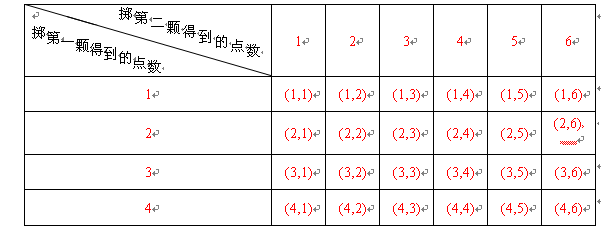 掷第二颗得到的点数
掷第一颗得到的点数
1 2 3 4 5 6
1 (1,1) (1,2) (1,3) (1,4) (1,5) (1,6)
2 (2,1) (2,2) (2,3) (2,4) (2,5) (2,6)
3 (3,1) (3,2) (3,3) (3,4) (3,5) (3,6)
4 (4,1) (4,2) (4,3) (4,4) (4,5) (4,6)